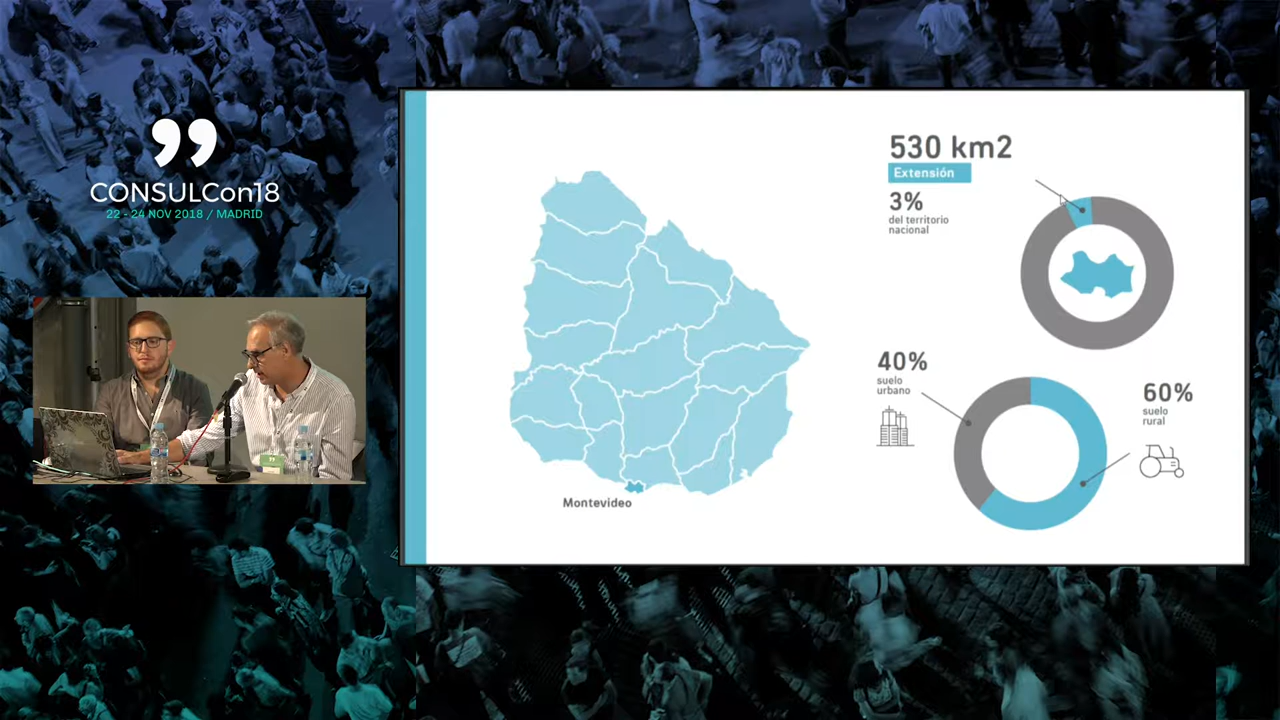 CONSULCon18
22 - 24 NOV 2018 / MADRID
530 km2
Extensión
3%
del territorio
nacional
40%
suelo
urbano
60%
suelo
rural
Montevideo